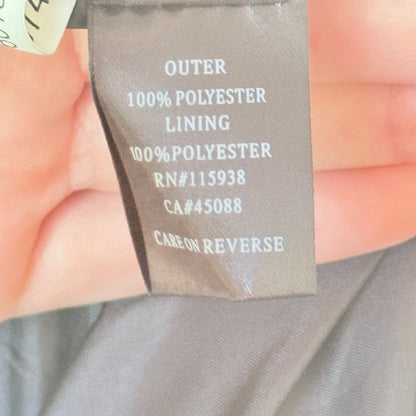 OUTER
100% POLYESTER
LINING
100%POLYESTER
RN#115938
CA#45088
CARE ON REVERSE